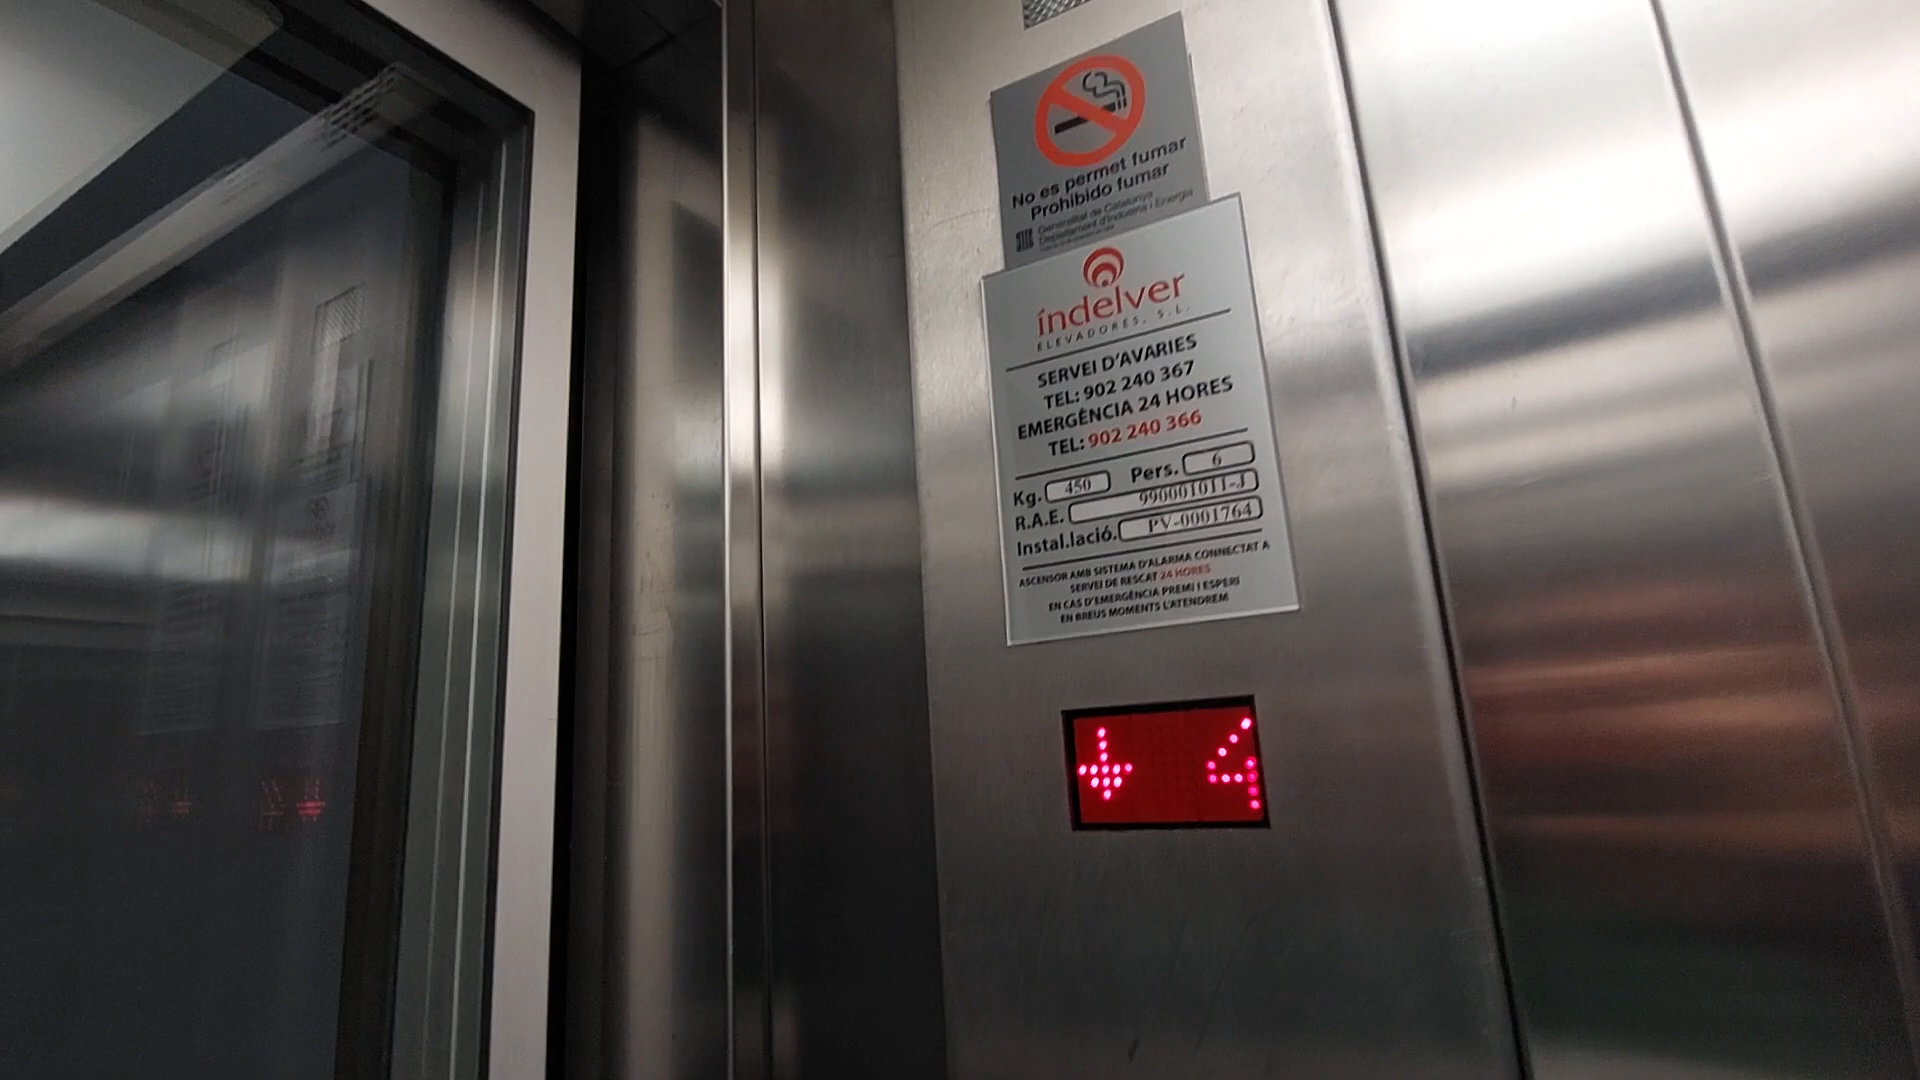 No es permet fumar
Prohibido fumar
Generalitat de Catalunya
Departament d'Indústria i Energia
índelver
ELEVADORES, S.L.
SERVEI D'AVARIES
TEL: 902 240 367
EMERGÈNCIA 24 HORES
TEL: 902 240 366
Kg. 450 Pers. 6
R.A.E. 990001011-J
Instal.lació. PV-0001764
ASCENSOR AMB SISTEMA D'ALARMA CONNECTAT A
SERVEI DE RESCAT 24 HORES
EN CAS D'EMERGÈNCIA PREMI I ESPERI
EN BREUS MOMENTS L'ATENDREM
4